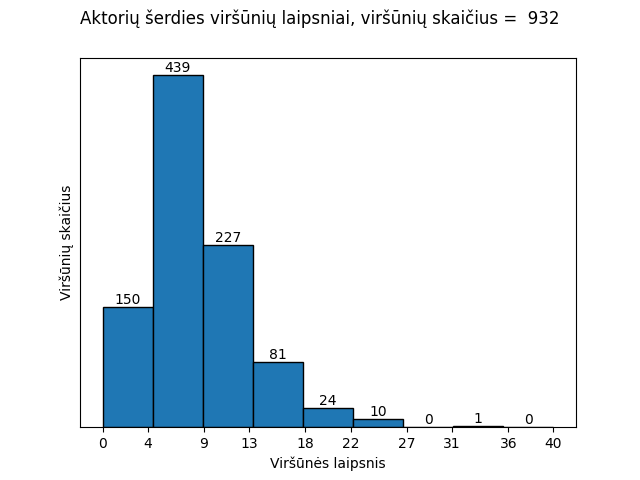 Aktorių šerdies viršūnių laipsniai, viršūnių skaičius =  932
Viršūnių skaičius
439
227
150
81
24
10
0
1
0
0 4 9 13 18 22 27 31 36 40
Viršūnės laipsnis